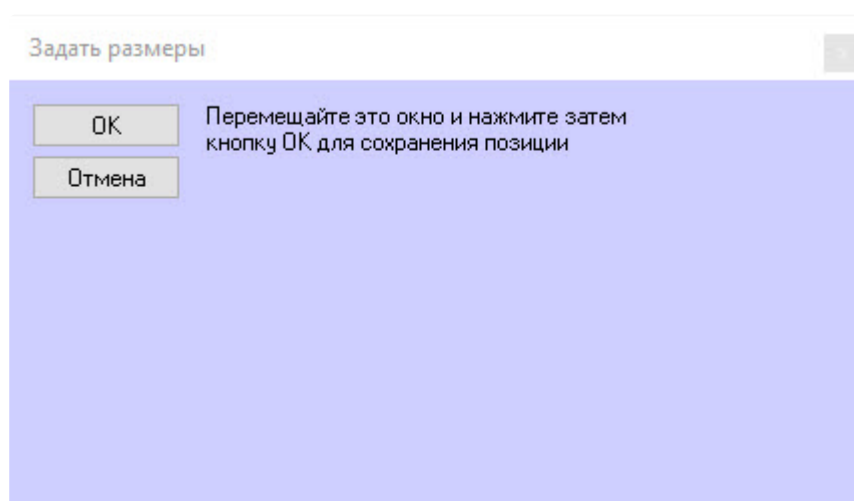 Задать размеры
OK
Перемещайте это окно и нажмите затем
кнопку OK для сохранения позиции
Отмена